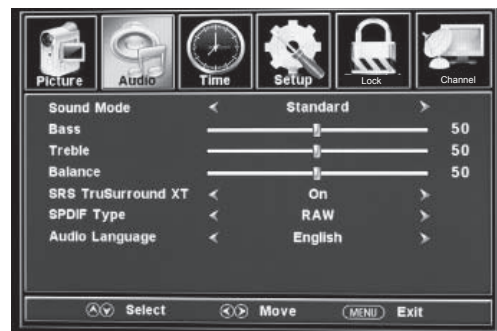 Picture Audio Time Setup Lock Channel
Sound Mode Standard
Bass 50
Treble 50
Balance 50
SRS TruSurround XT On
SPDIF Type RAW
Audio Language English
Select Move MENU Exit